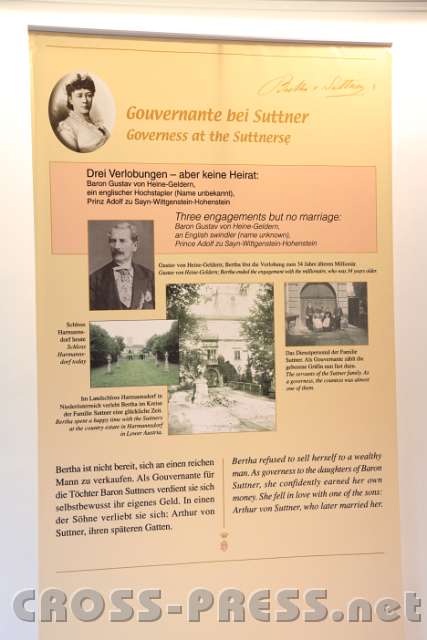 Bertha v Suttner
Gouvernante bei Suttner
Governess at the Suttnerse
Drei Verlobungen – aber keine Heirat:
Baron Gustav von Heine-Geldern,
ein englischer Hochstapler (Name unbekannt),
Prinz Adolf zu Sayn-Wittgenstein-Hohenstein
Three engagements but no marriage:
Baron Gustav von Heine-Geldern,
an English swindler (name unknown),
Prince Adolf zu Sayn-Wittgenstein-Hohenstein
Gustav von Heine-Geldern; Bertha löst die Verlobung zum 34 Jahre älteren Millionär.
Gustav von Heine-Geldern; Bertha ended the engagement with the millionaire, who was 34 years older.
Schloss
Harmanns-
dorf heute
Schloss
Harmanns-
dorf today
Das Dienstpersonal der Familie
Suttner. Als Gouvernante zählt die
geborene Gräfin nun fast dazu.
The servants of the Suttner family. As
a governess, the countess was almost
one of them.
Im Landschloss Harmannsdorf in
Niederösterreich verlebt Bertha im Kreise
der Familie Suttner eine glückliche Zeit.
Bertha spent a happy time with the Suttners
at the country estate in Harmannsdorf
in Lower Austria.
Bertha ist nicht bereit, sich an einen reichen
Mann zu verkaufen. Als Gouvernante für
die Töchter Baron Suttners verdient sie sich
selbstbewusst ihr eigenes Geld. In einen
der Söhne verliebt sie sich: Arthur von
Suttner, ihren späteren Gatten.
Bertha refused to sell herself to a wealthy
man. As governess to the daughters of Baron
Suttner, she confidently earned her own
money. She fell in love with one of the sons:
Arthur von Suttner, who later married her.
CROSS-PRESS.net